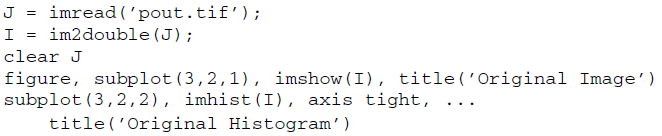 J = imread(’pout.tif’);
I = im2double(J);
clear J
figure, subplot(3,2,1), imshow(I), title(’Original Image’)
subplot(3,2,2), imhist(I), axis tight, ...
    title(’Original Histogram’)